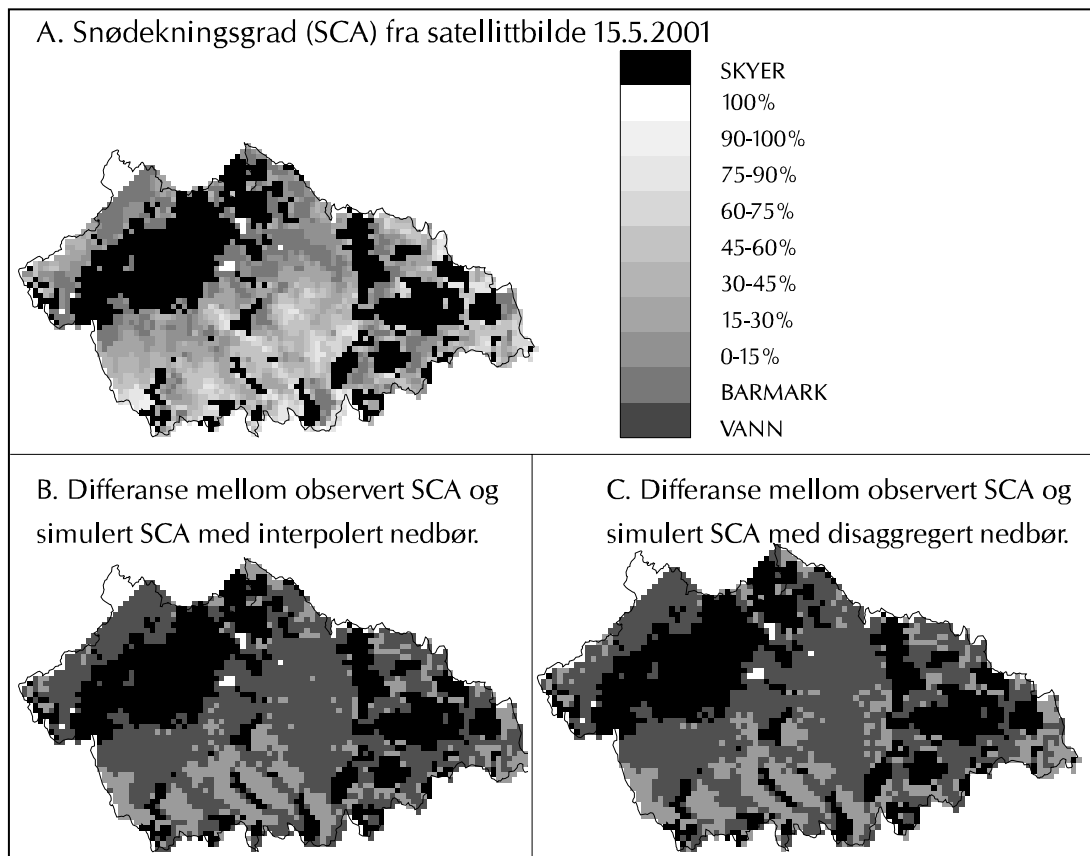 A. Snødekningsgrad (SCA) fra satellittbilde 15.5.2001
SKYER
100%
90-100%
75-90%
60-75%
45-60%
30-45%
15-30%
0-15%
BARMARK
VANN
B. Differanse mellom observert SCA og
simulert SCA med interpolert nedbør.
C. Differanse mellom observert SCA og
simulert SCA med disaggregert nedbør.